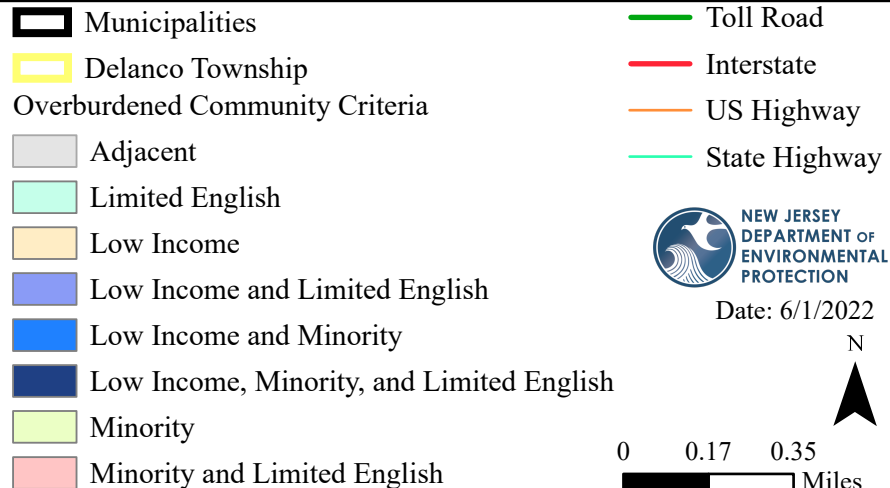 Municipalities
Delanco Township
Overburdened Community Criteria
Adjacent
Limited English
Low Income
Low Income and Limited English
Low Income and Minority
Low Income, Minority, and Limited English
Minority
Minority and Limited English
Toll Road
Interstate
US Highway
State Highway
NEW JERSEY
DEPARTMENT OF
ENVIRONMENTAL
PROTECTION
Date: 6/1/2022
N
0 0.17 0.35
Miles